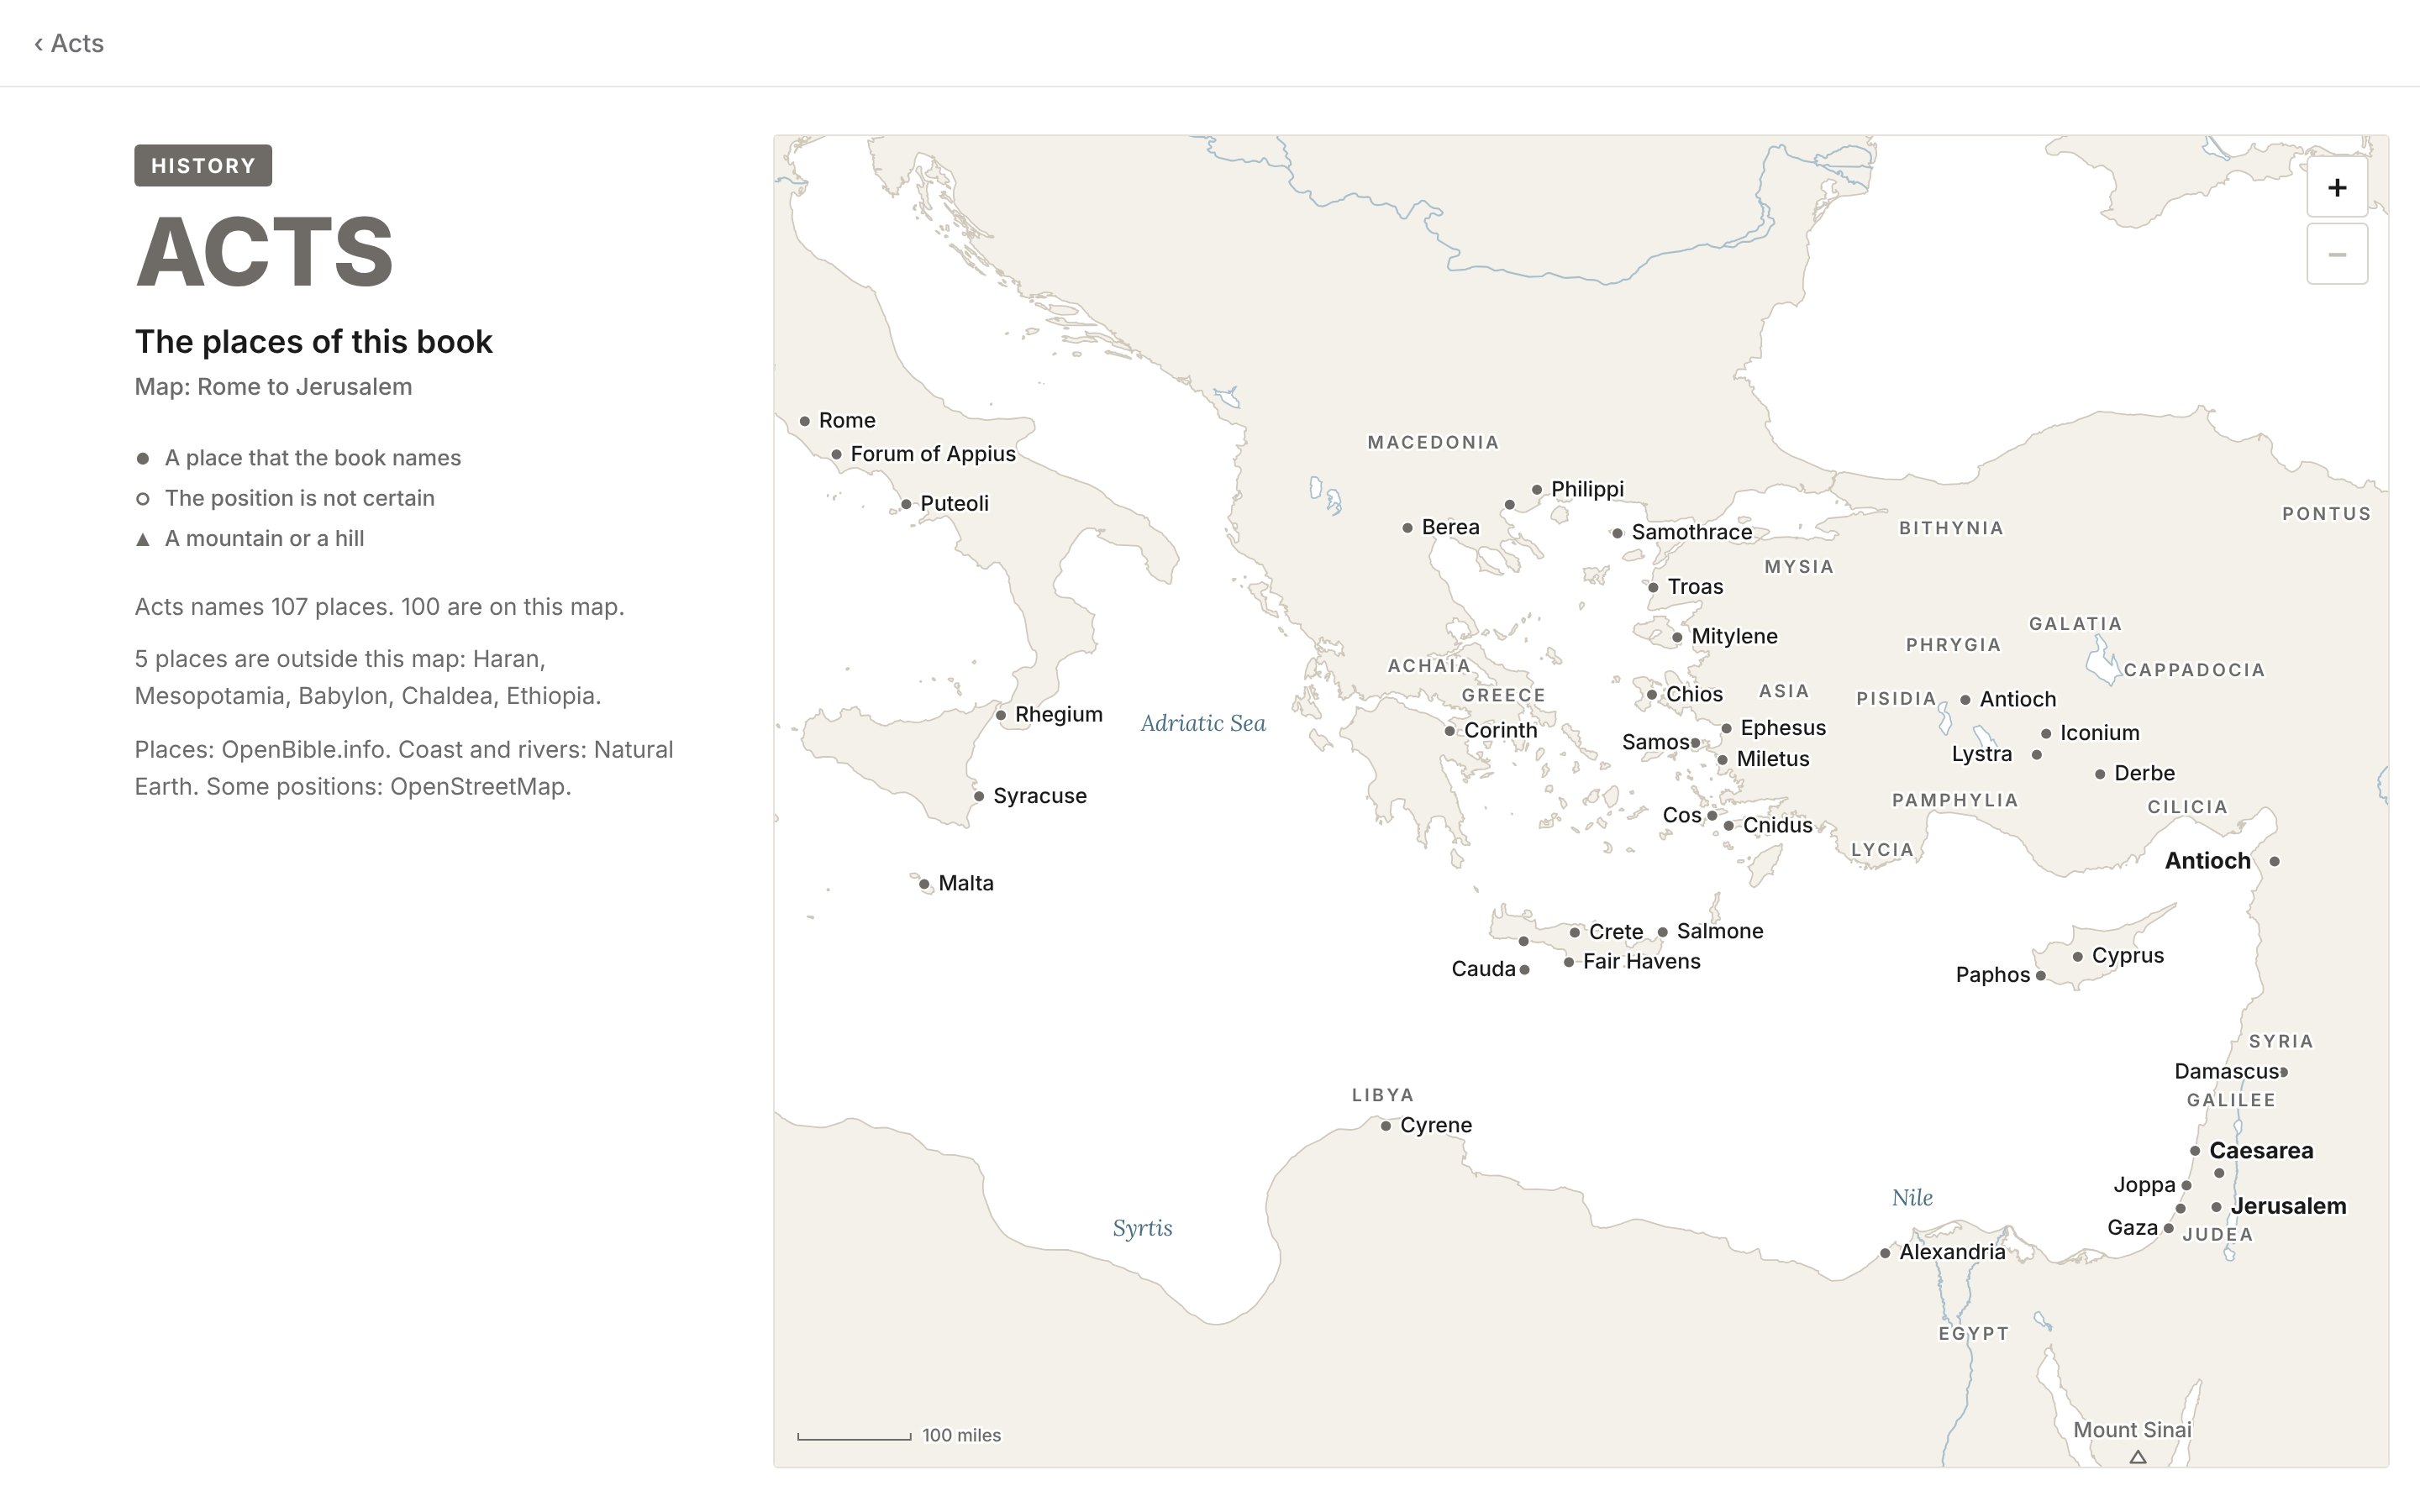 ‹ Acts
HISTORY
ACTS
The places of this book
Map: Rome to Jerusalem
A place that the book names
The position is not certain
A mountain or a hill
Acts names 107 places. 100 are on this map.
5 places are outside this map: Haran,
Mesopotamia, Babylon, Chaldea, Ethiopia.
Places: OpenBible.info. Coast and rivers: Natural
Earth. Some positions: OpenStreetMap.
+
−
Rome
Forum of Appius
Puteoli
MACEDONIA
Philippi
Berea
Samothrace
BITHYNIA
PONTUS
MYSIA
Troas
GALATIA
Mitylene
PHRYGIA
ACHAIA
CAPPADOCIA
GREECE
Chios
ASIA
PISIDIA
Antioch
Rhegium
Adriatic Sea
Corinth
Ephesus
Iconium
Samos
Lystra
Miletus
Derbe
Syracuse
PAMPHYLIA
CILICIA
Cos
Cnidus
LYCIA
Antioch
Malta
Crete
Salmone
Cauda
Fair Havens
Cyprus
Paphos
SYRIA
Damascus
LIBYA
GALILEE
Cyrene
Caesarea
Joppa
Nile
Jerusalem
Syrtis
Gaza
JUDEA
Alexandria
EGYPT
Mount Sinai
100 miles